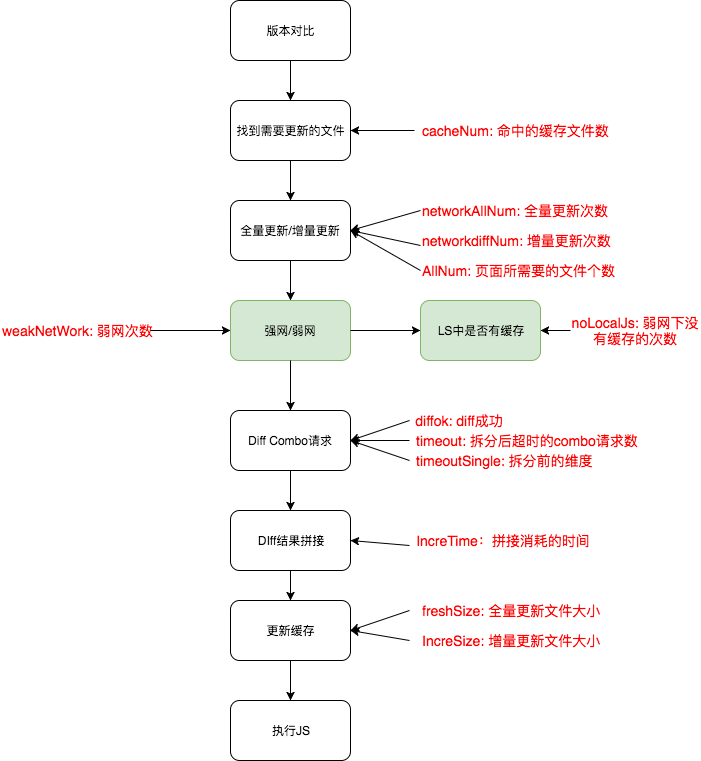 版本对比
找到需要更新的文件
cacheNum: 命中的缓存文件数
全量更新/增量更新
networkAllNum: 全量更新次数
networkdiffNum: 增量更新次数
AllNum: 页面所需要的文件个数
weakNetWork: 弱网次数
强网/弱网
LS中是否有缓存
noLocalJs: 弱网下没
有缓存的次数
Diff Combo请求
diffok: diff成功
timeout: 拆分后超时的combo请求数
timeoutSingle: 拆分前的维度
DIff结果拼接
IncreTime：拼接消耗的时间
更新缓存
freshSize: 全量更新文件大小
IncreSize: 增量更新文件大小
执行JS